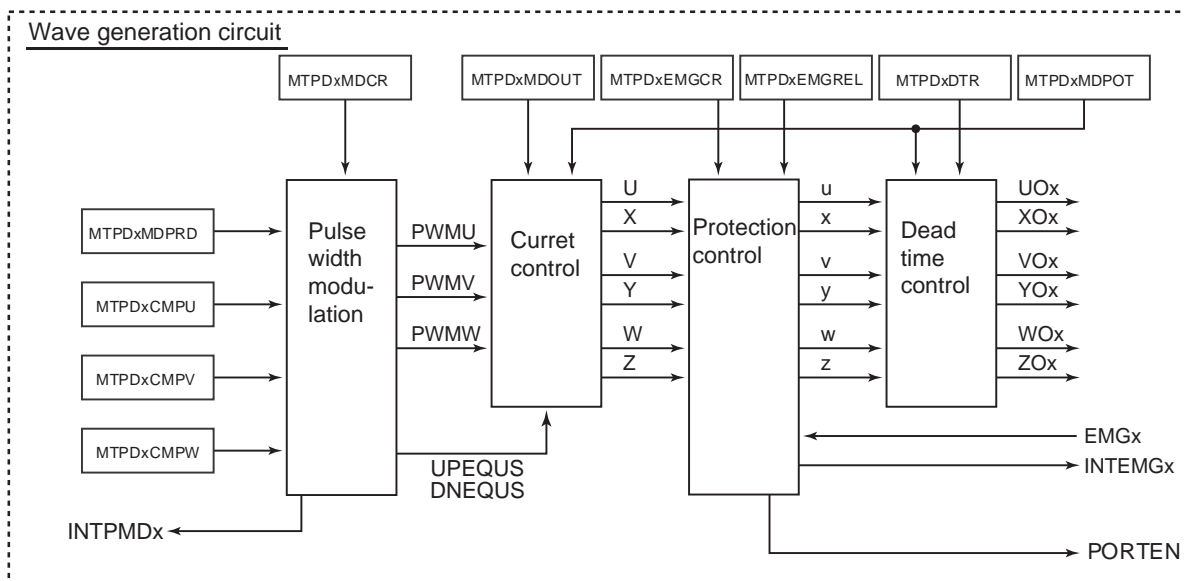 Wave generation circuit
MTPDxMDCR
MTPDxMDOUT
MTPDxEMGCR
MTPDxEMGREL
MTPDxDTR
MTPDxMDPOT
MTPDxMDPRD
MTPDxCMPU
MTPDxCMPV
MTPDxCMPW
Pulse
width
modu-
lation
PWMU
PWMV
PWMW
UPEQUS
DNEQUS
INTPMDx
Curret
control
U
X
V
Y
W
Z
Protection
control
u
x
v
y
w
z
Dead
time
control
UOx
XOx
VOx
YOx
WOx
ZOx
EMGx
INTEMGx
PORTEN